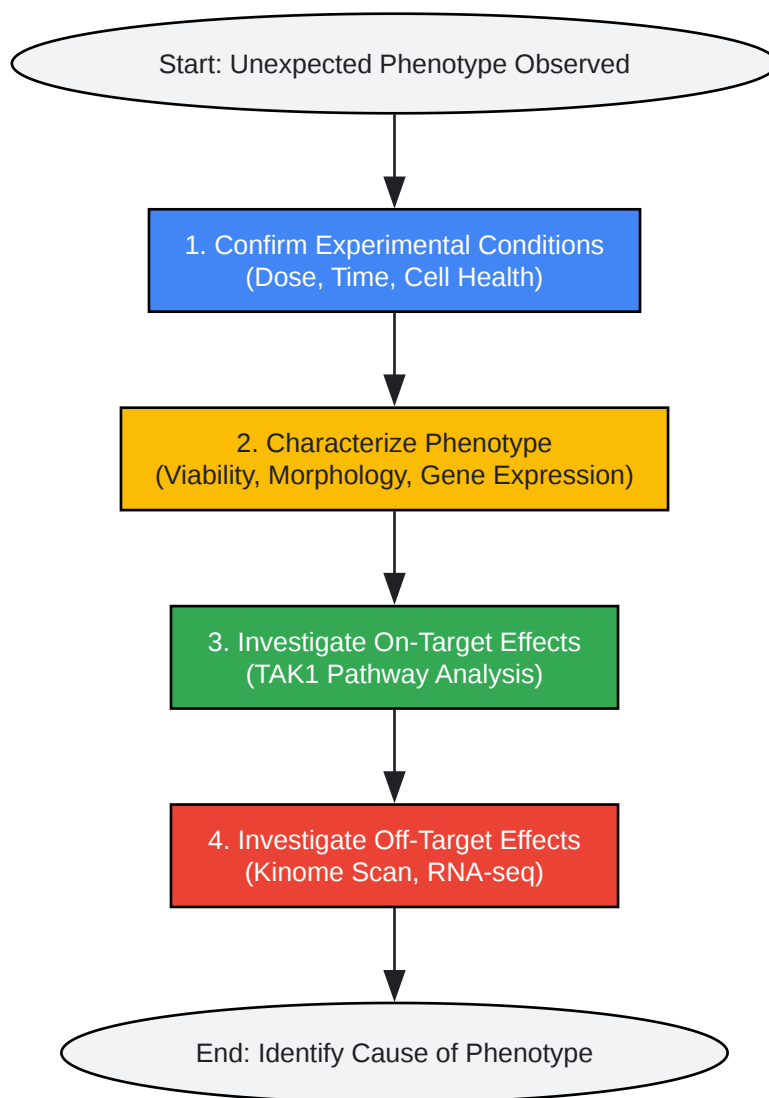 Start: Unexpected Phenotype Observed
1. Confirm Experimental Conditions
(Dose, Time, Cell Health)
2. Characterize Phenotype
(Viability, Morphology, Gene Expression)
3. Investigate On-Target Effects
(TAK1 Pathway Analysis)
4. Investigate Off-Target Effects
(Kinome Scan, RNA-seq)
End: Identify Cause of Phenotype